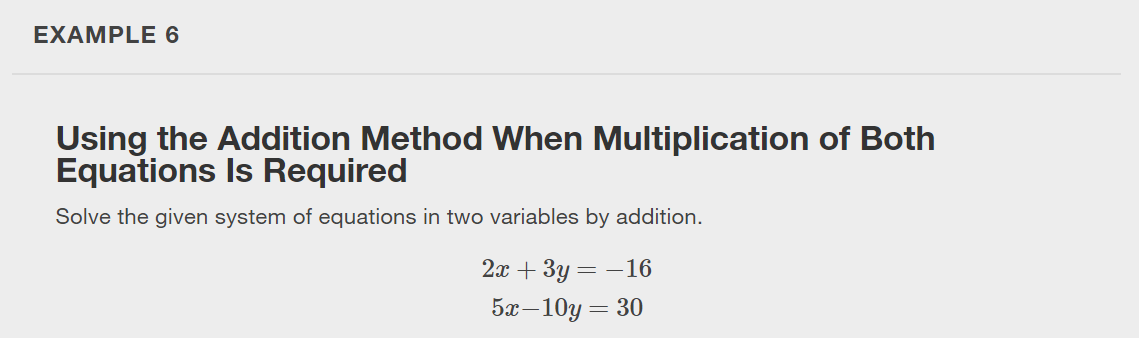 EXAMPLE 6
Using the Addition Method When Multiplication of Both
Equations Is Required
Solve the given system of equations in two variables by addition.
2x + 3y = −16
5x−10y = 30